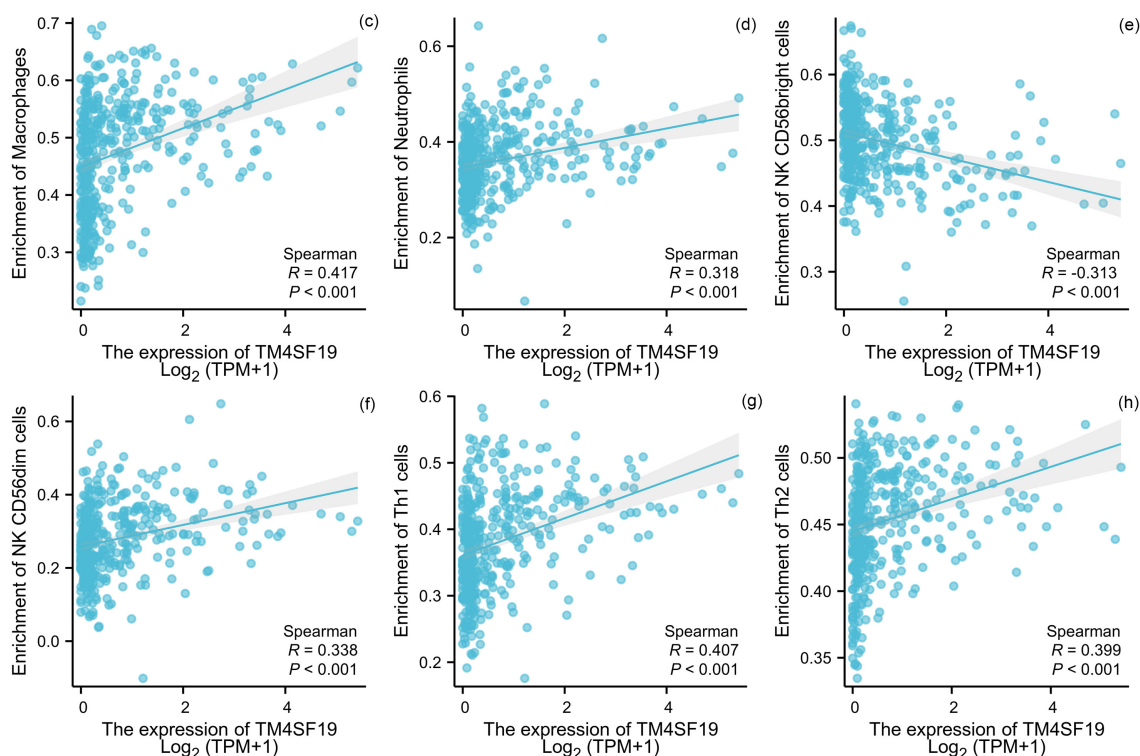 (c)
Enrichment of Macrophages
0.7
0.6
0.5
0.4
0.3
Spearman
R = 0.417
P < 0.001
0 2 4
The expression of TM4SF19
Log2 (TPM+1)
(d)
Enrichment of Neutrophils
0.6
0.4
0.2
Spearman
R = 0.318
P < 0.001
0 2 4
The expression of TM4SF19
Log2 (TPM+1)
(e)
Enrichment of NK CD56bright cells
0.6
0.5
0.4
0.3
Spearman
R = -0.313
P < 0.001
0 2 4
The expression of TM4SF19
Log2 (TPM+1)
(f)
Enrichment of NK CD56dim cells
0.6
0.4
0.2
0.0
Spearman
R = 0.338
P < 0.001
0 2 4
The expression of TM4SF19
Log2 (TPM+1)
(g)
Enrichment of Th1 cells
0.6
0.5
0.4
0.3
0.2
Spearman
R = 0.407
P < 0.001
0 2 4
The expression of TM4SF19
Log2 (TPM+1)
(h)
Enrichment of Th2 cells
0.50
0.45
0.40
0.35
Spearman
R = 0.399
P < 0.001
0 2 4
The expression of TM4SF19
Log2 (TPM+1)